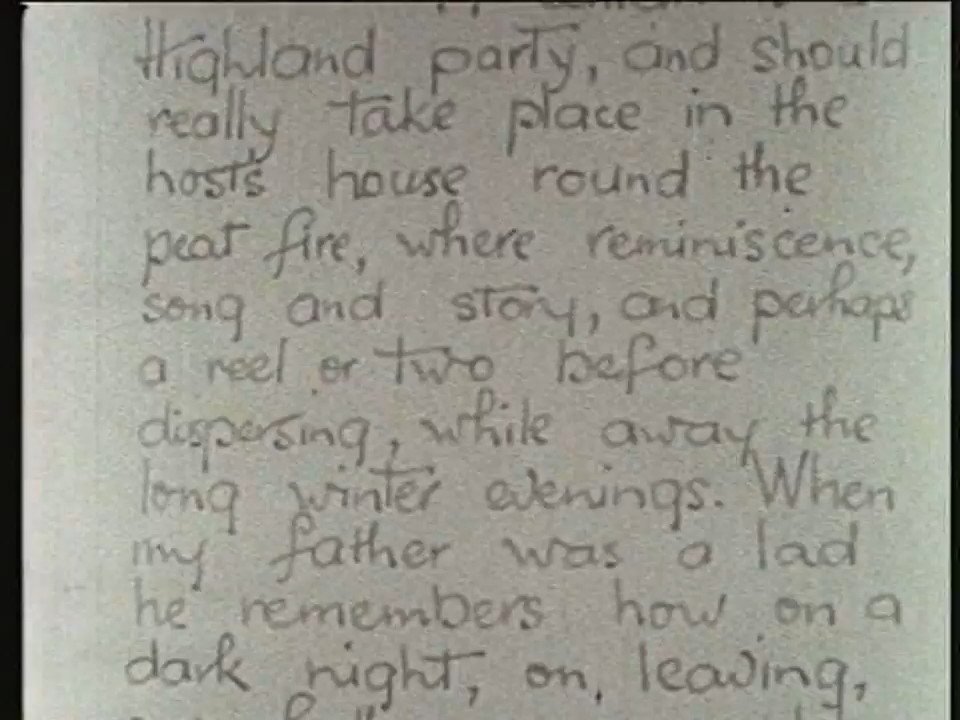 Highland party, and should
really take place in the
host's house round the
peat fire, where reminiscence,
song and story, and perhaps
a reel or two before
dispersing, while away the
long winter evenings. When
my father was a lad
he remembers how on a
dark night, on, leaving,